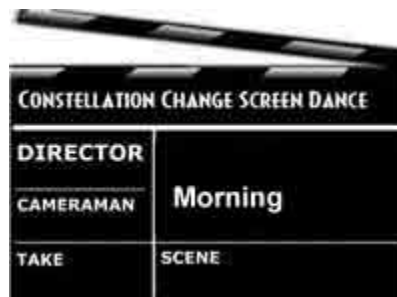 CONSTELLATION CHANGE SCREEN DANCE
DIRECTOR
CAMERAMAN
Morning
TAKE
SCENE